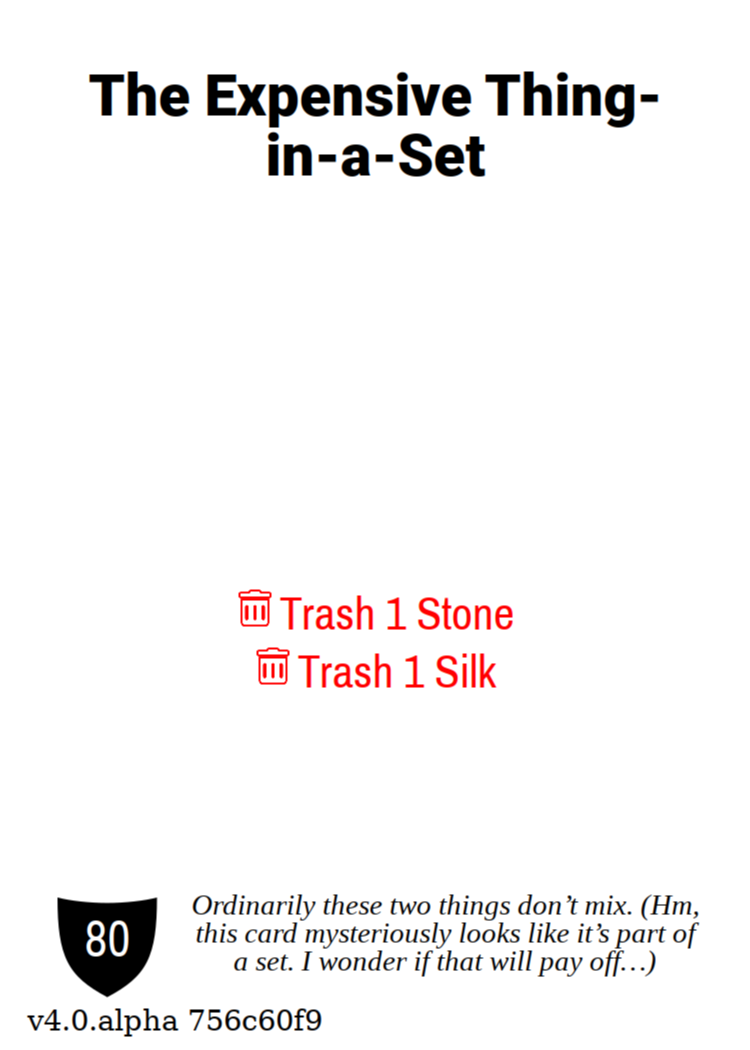 The Expensive Thing-
in-a-Set
Trash 1 Stone
Trash 1 Silk
80
Ordinarily these two things don’t mix. (Hm,
this card mysteriously looks like it’s part of
a set. I wonder if that will pay off…)
v4.0.alpha 756c60f9